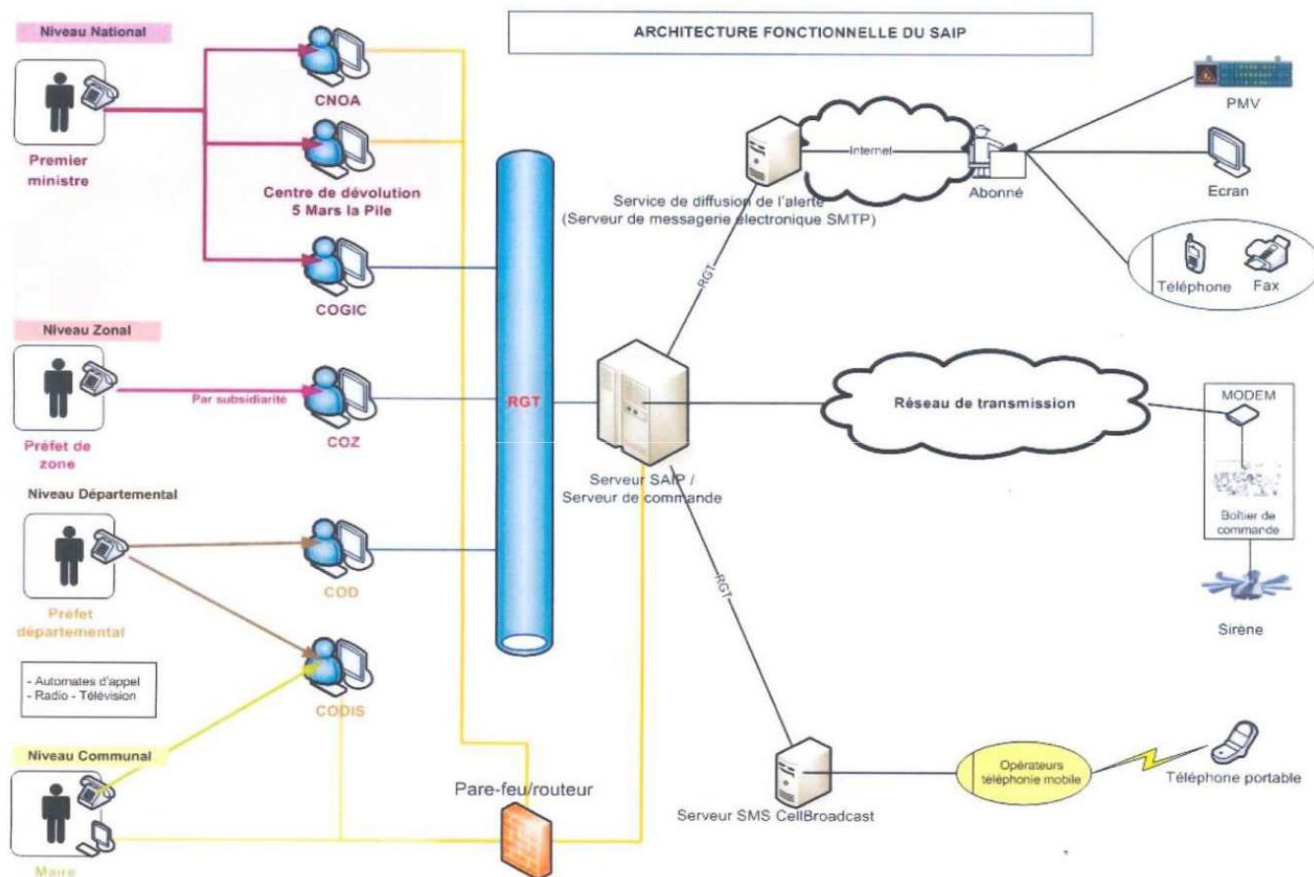 ARCHITECTURE FONCTIONNELLE DU SAIP
Niveau National
Premier
ministre
CNOA
Centre de dévolution
5 Mars la Pile
COGIC
Niveau Zonal
Préfet de
zone
Par subsidiarité
COZ
Niveau Départemental
Préfet
départemental
COD
- Automates d'appel
- Radio - Télévision
CODIS
Niveau Communal
Maire
Pare-feu/routeur
RGT
Serveur SAIP /
Serveur de commande
RGT
Service de diffusion de l'alerte
(Serveur de messagerie électronique SMTP)
Internet
Abonné
PMV
Ecran
Téléphone
Fax
Réseau de transmission
MODEM
Boîtier de
commande
Sirène
RGT
Serveur SMS CellBroadcast
Opérateurs
téléphonie mobile
Téléphone portable